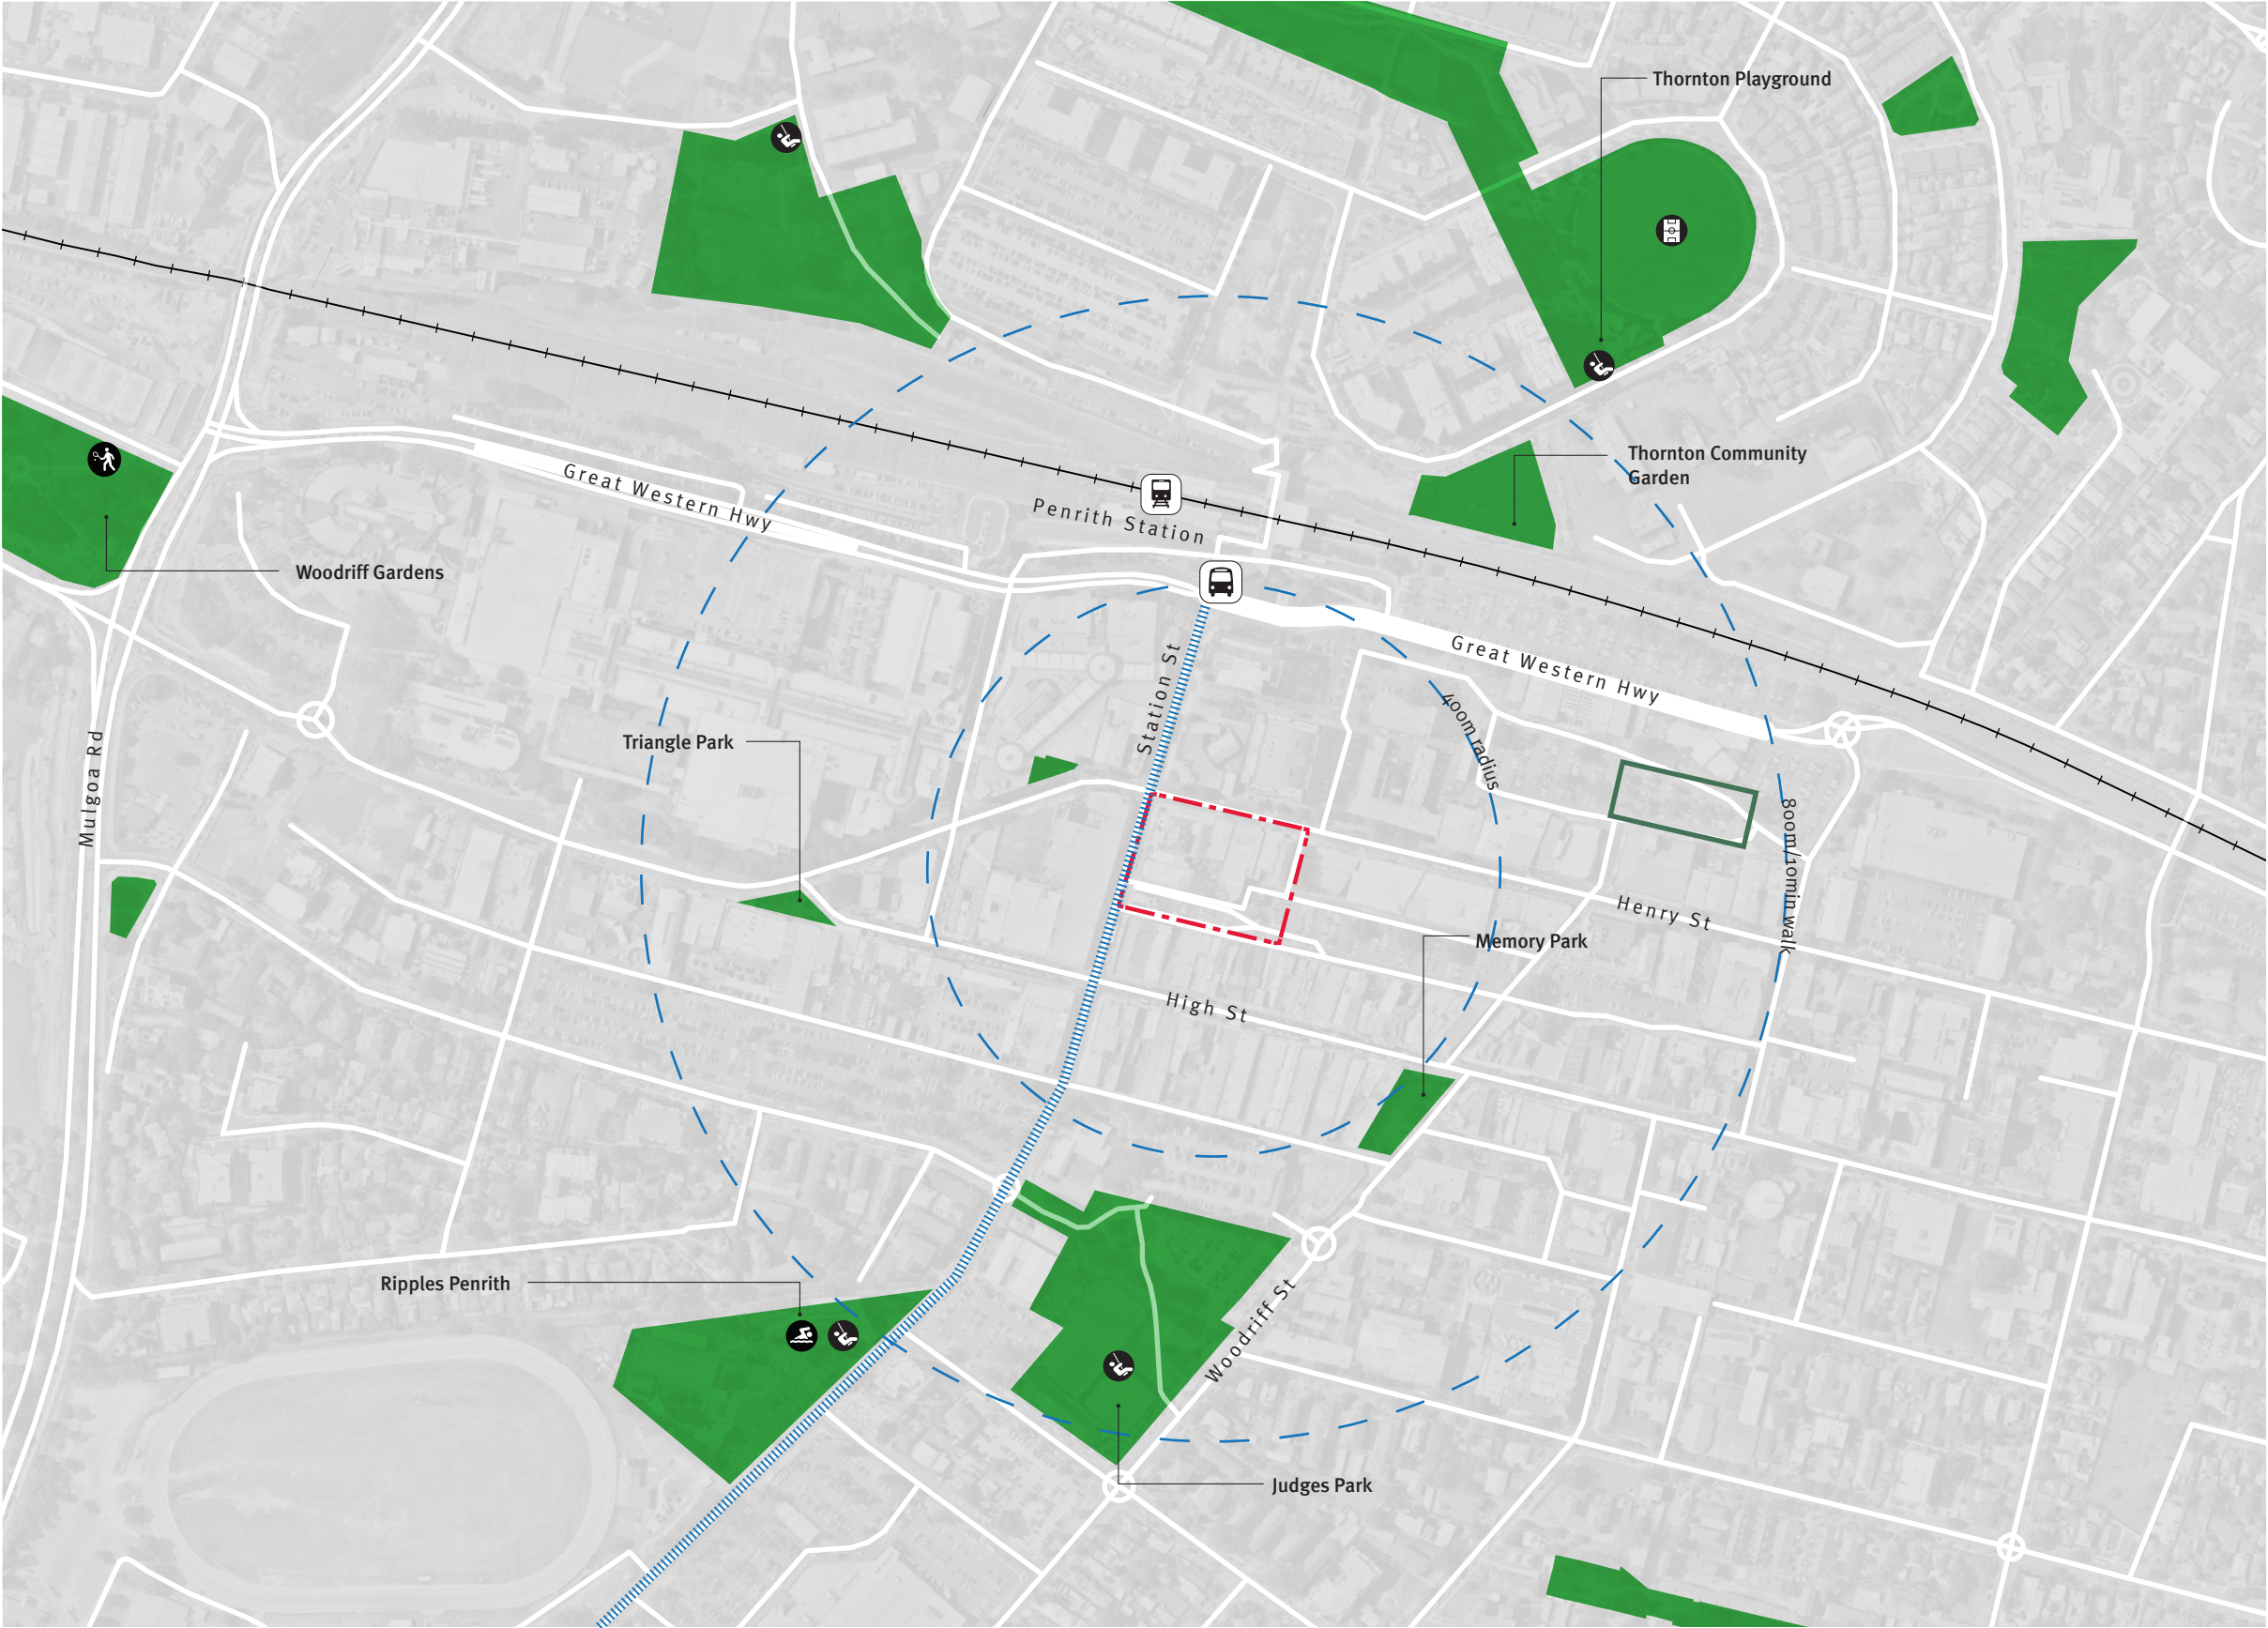 Thornton Playground
Thornton Community
Garden
Great Western Hwy
Penrith Station
Woodriff Gardens
Great Western Hwy
Station St
400m radius
Triangle Park
Mulgoa Rd
800m/10min walk
Henry St
Memory Park
High St
Ripples Penrith
Woodriff St
Judges Park